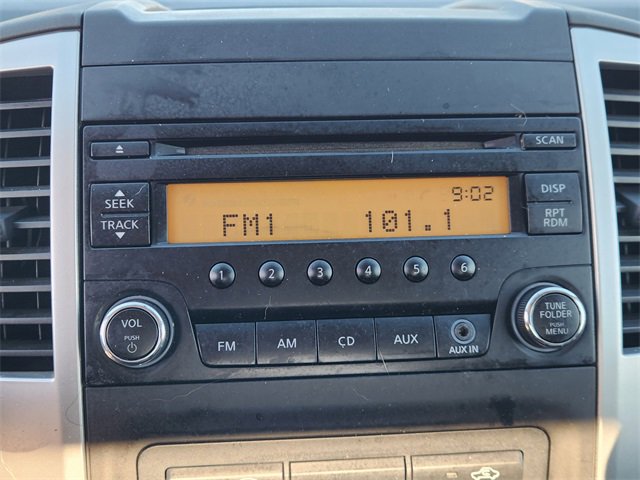 SCAN
9:02
SEEK
TRACK
FM1 101.1
DISP
RPT
RDM
1 2 3 4 5 6
VOL
PUSH
FM AM CD AUX
AUX IN
TUNE
FOLDER
PUSH
MENU